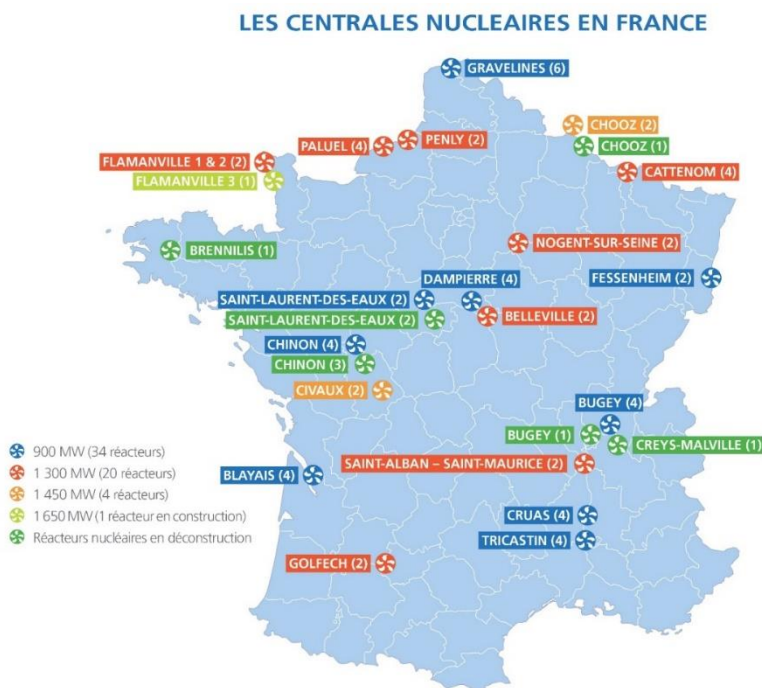 LES CENTRALES NUCLEAIRES EN FRANCE
GRAVELINES (6)
CHOOZ (2)
CHOOZ (1)
PENLY (2)
PALUEL (4)
FLAMANVILLE 1 & 2 (2)
FLAMANVILLE 3 (1)
CATTENOM (4)
BRENNILIS (1)
NOGENT-SUR-SEINE (2)
DAMPIERRE (4)
FESSENHEIM (2)
SAINT-LAURENT-DES-EAUX (2)
SAINT-LAURENT-DES-EAUX (2)
BELLEVILLE (2)
CHINON (4)
CHINON (3)
CIVAUX (2)
BUGEY (4)
BUGEY (1)
CREYS-MALVILLE (1)
SAINT-ALBAN – SAINT-MAURICE (2)
BLAYAIS (4)
CRUAS (4)
TRICASTIN (4)
GOLFECH (2)
900 MW (34 réacteurs)
1 300 MW (20 réacteurs)
1 450 MW (4 réacteurs)
1 650 MW (1 réacteur en construction)
Réacteurs nucléaires en déconstruction